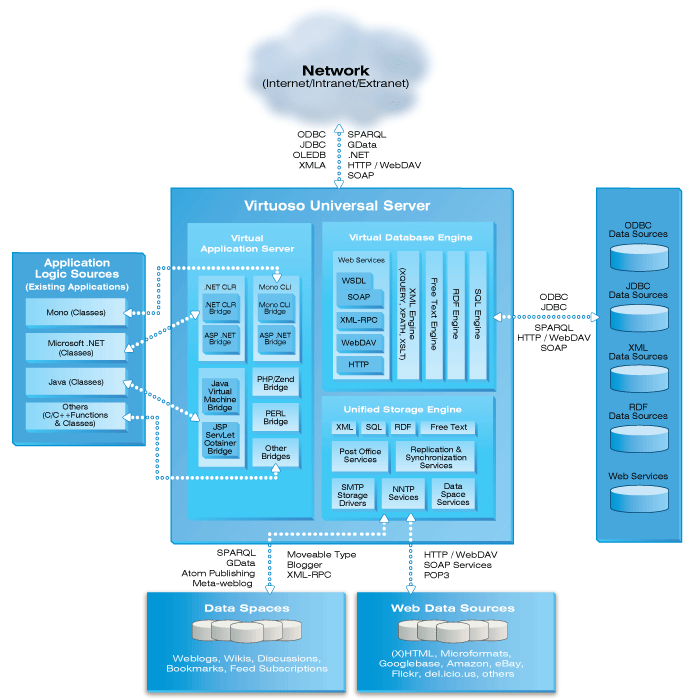 Network
(Internet/Intranet/Extranet)
ODBC
JDBC
OLEDB
XMLA
SPARQL
GData
.NET
HTTP / WebDAV
SOAP
Virtuoso Universal Server
Application
Logic Sources
(Existing Applications)
Mono (Classes)
Microsoft .NET
(Classes)
Java (Classes)
Others
(C/C++Functions
& Classes)
Virtual
Application Server
.NET CLR
.NET CLR
Bridge
ASP .NET
Bridge
Mono CLI
Mono CLI
Bridge
ASP .NET
Bridge
Java
Virtual
Machine
Bridge
JSP
ServLet
Cotainer
Bridge
PHP/Zend
Bridge
PERL
Bridge
Other
Bridges
Virtual Database Engine
Web Services
WSDL
SOAP
XML-RPC
WebDAV
HTTP
XML Engine
(XQUERY, XPATH, XSLT)
Free Text Engine
RDF Engine
SQL Engine
Unified Storage Engine
XML
SQL
RDF
Free Text
Post Office
Services
Replication &
Synchronization
Services
SMTP
Storage
Drivers
NNTP
Sevices
Data
Space
Services
ODBC
JDBC
SPARQL
HTTP / WebDAV
SOAP
ODBC
Data Sources
JDBC
Data Sources
XML
Data Sources
RDF
Data Sources
Web Services
SPARQL
GData
Atom Publishing
Meta-weblog
Moveable Type
Blogger
XML-RPC
HTTP / WebDAV
SOAP Services
POP3
Data Spaces
Weblogs, Wikis, Discussions,
Bookmarks, Feed Subscriptions
Web Data Sources
(X)HTML, Microformats,
Googlebase, Amazon, eBay,
Flickr, del.icio.us, others